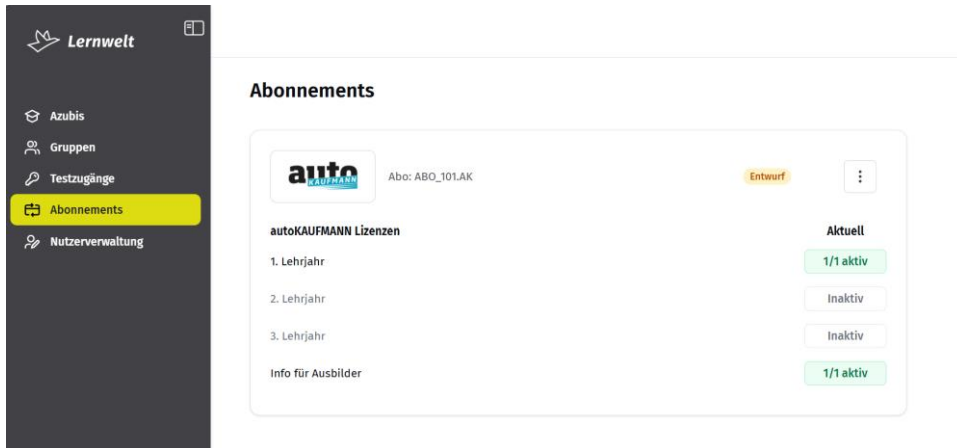 Lernwelt
Azubis
Gruppen
Testzugänge
Abonnements
Nutzerverwaltung
Abonnements
auto
KAUFMANN
Abo: ABO_101.AK
Entwurf
autoKAUFMANN Lizenzen
Aktuell
1. Lehrjahr
1/1 aktiv
2. Lehrjahr
Inaktiv
3. Lehrjahr
Inaktiv
Info für Ausbilder
1/1 aktiv